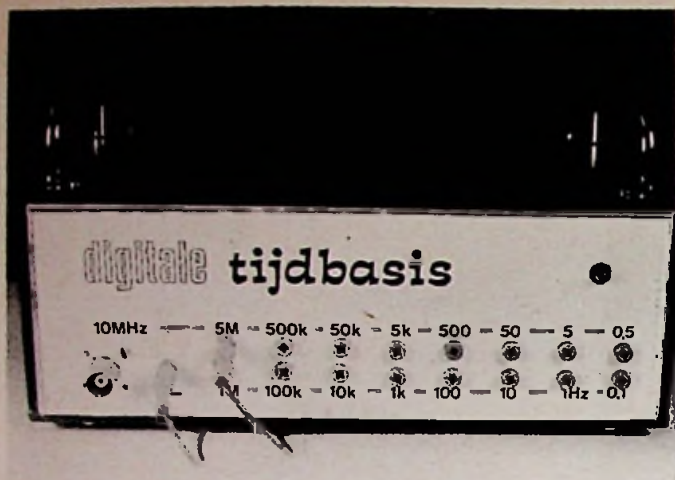 digitale tijdbasis
10MHz — 5M — 500k — 50k — 5k — 500 — 50 — 5 — 0,5
1M — 100k — 10k — 1k — 100 — 10 — 1Hz — 0,1